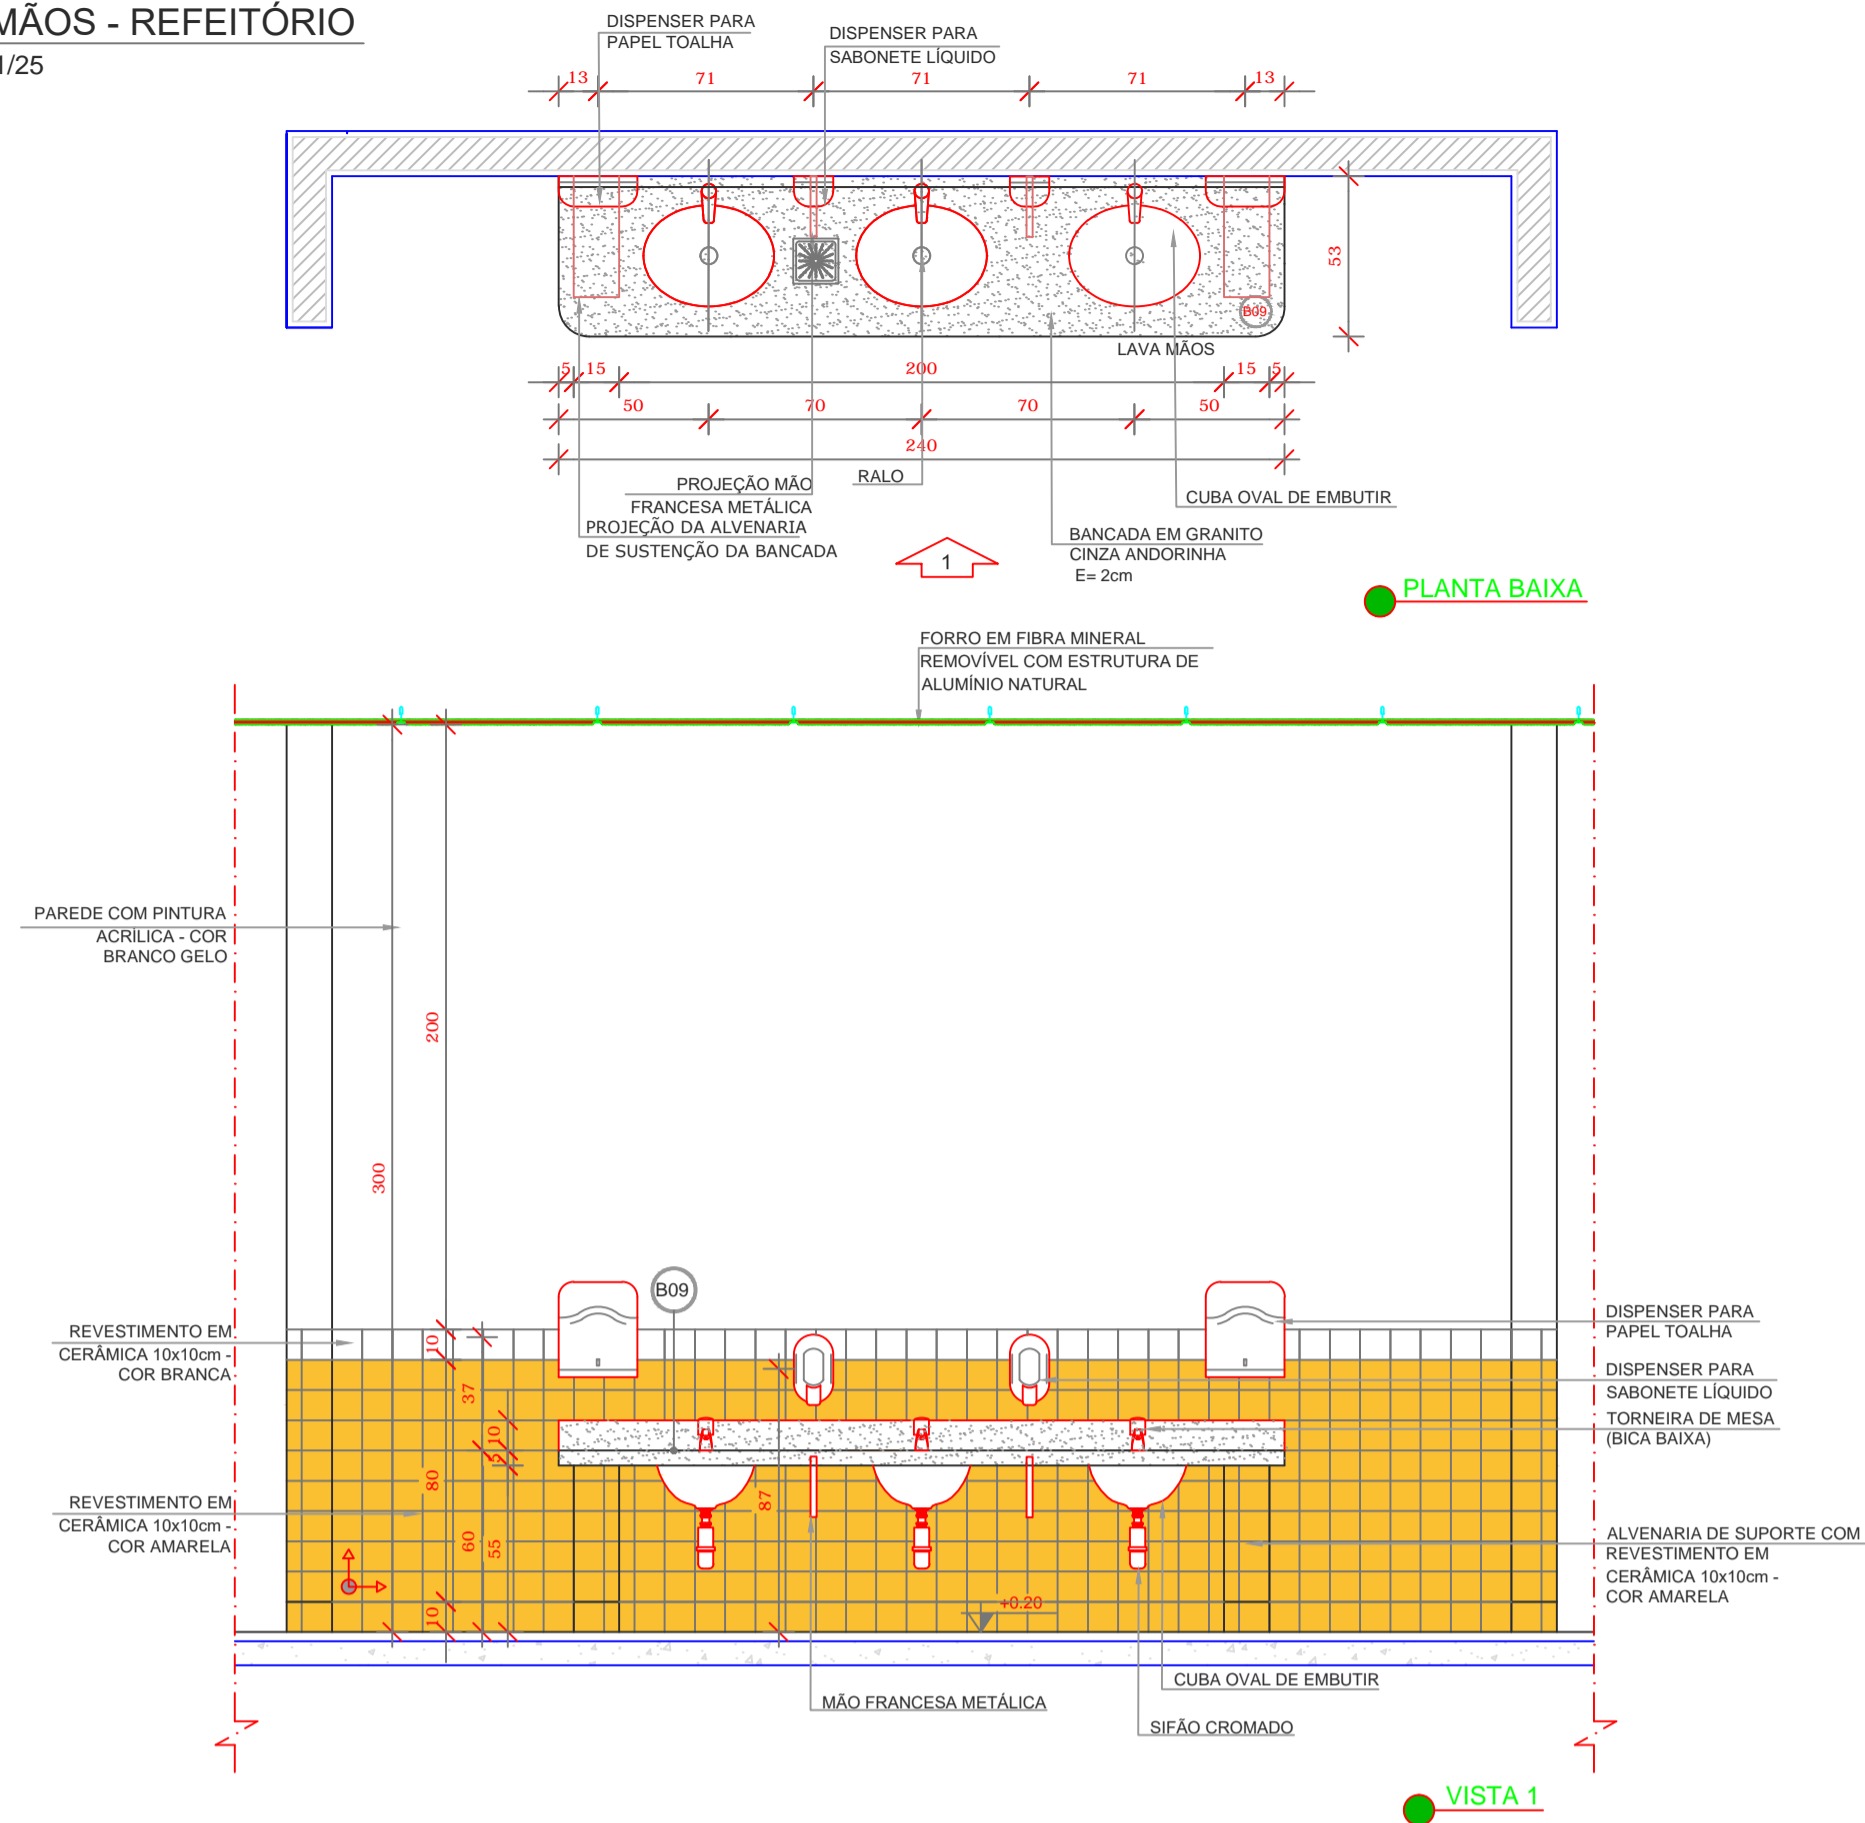 MÃOS - REFEITÓRIO
1/25
DISPENSER PARA
PAPEL TOALHA
DISPENSER PARA
SABONETE LÍQUIDO
13
71
71
71
13
53
B09
LAVA MÃOS
5
15
200
15
5
50
70
70
50
240
PROJEÇÃO MÃO
FRANCESA METÁLICA
RALO
CUBA OVAL DE EMBUTIR
PROJEÇÃO DA ALVENARIA
DE SUSTENÇÃO DA BANCADA
BANCADA EM GRANITO
CINZA ANDORINHA
E= 2cm
1
PLANTA BAIXA
FORRO EM FIBRA MINERAL
REMOVÍVEL COM ESTRUTURA DE
ALUMÍNIO NATURAL
PAREDE COM PINTURA
ACRÍLICA - COR
BRANCO GELO
200
300
B09
REVESTIMENTO EM
CERÂMICA 10x10cm -
COR BRANCA
10
37
10
5
80
87
60
55
10
DISPENSER PARA
PAPEL TOALHA
DISPENSER PARA
SABONETE LÍQUIDO
TORNEIRA DE MESA
(BICA BAIXA)
REVESTIMENTO EM
CERÂMICA 10x10cm -
COR AMARELA
ALVENARIA DE SUPORTE COM
REVESTIMENTO EM
CERÂMICA 10x10cm -
COR AMARELA
+0.20
CUBA OVAL DE EMBUTIR
MÃO FRANCESA METÁLICA
SIFÃO CROMADO
VISTA 1